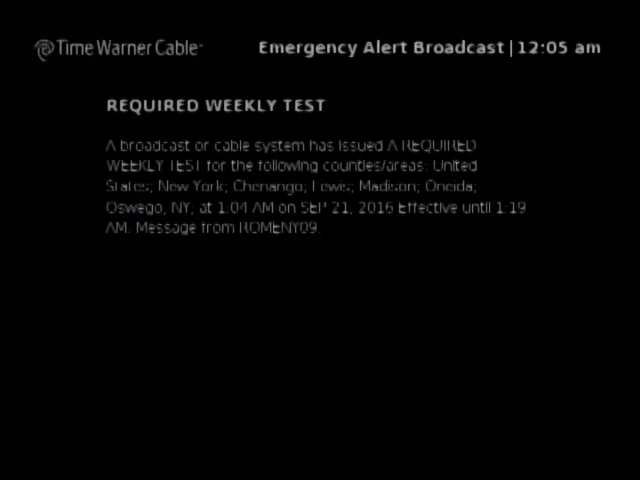 Time Warner Cable
Emergency Alert Broadcast | 12:05 am
REQUIRED WEEKLY TEST
A broadcast or cable system has issued A REQUIRED
WEEKLY TEST for the following counties/areas: United
States; New York; Chenango; Lewis; Madison; Oneida;
Oswego, NY; at 1:04 AM on SEP 21, 2016 Effective until 1:19
AM. Message from ROMENY09.